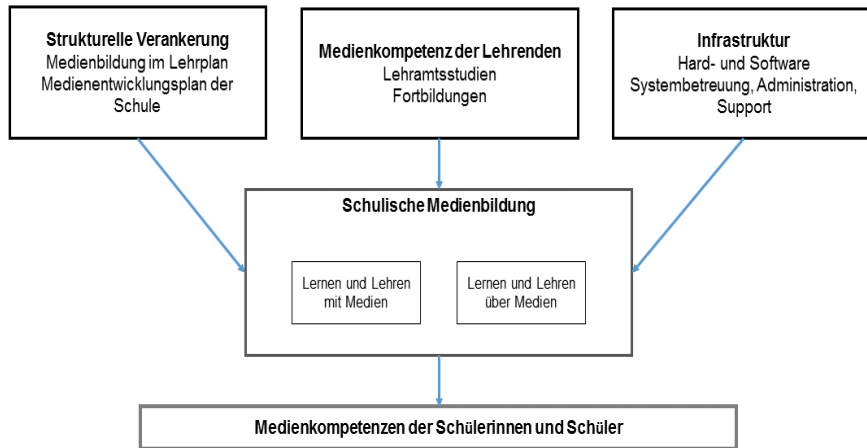 Strukturelle Verankerung
Medienbildung im Lehrplan
Medienentwicklungsplan der
Schule
Medienkompetenz der Lehrenden
Lehramtsstudien
Fortbildungen
Infrastruktur
Hard- und Software
Systembetreuung, Administration,
Support
Schulische Medienbildung
Lernen und Lehren
mit Medien
Lernen und Lehren
über Medien
Medienkompetenzen der Schülerinnen und Schüler